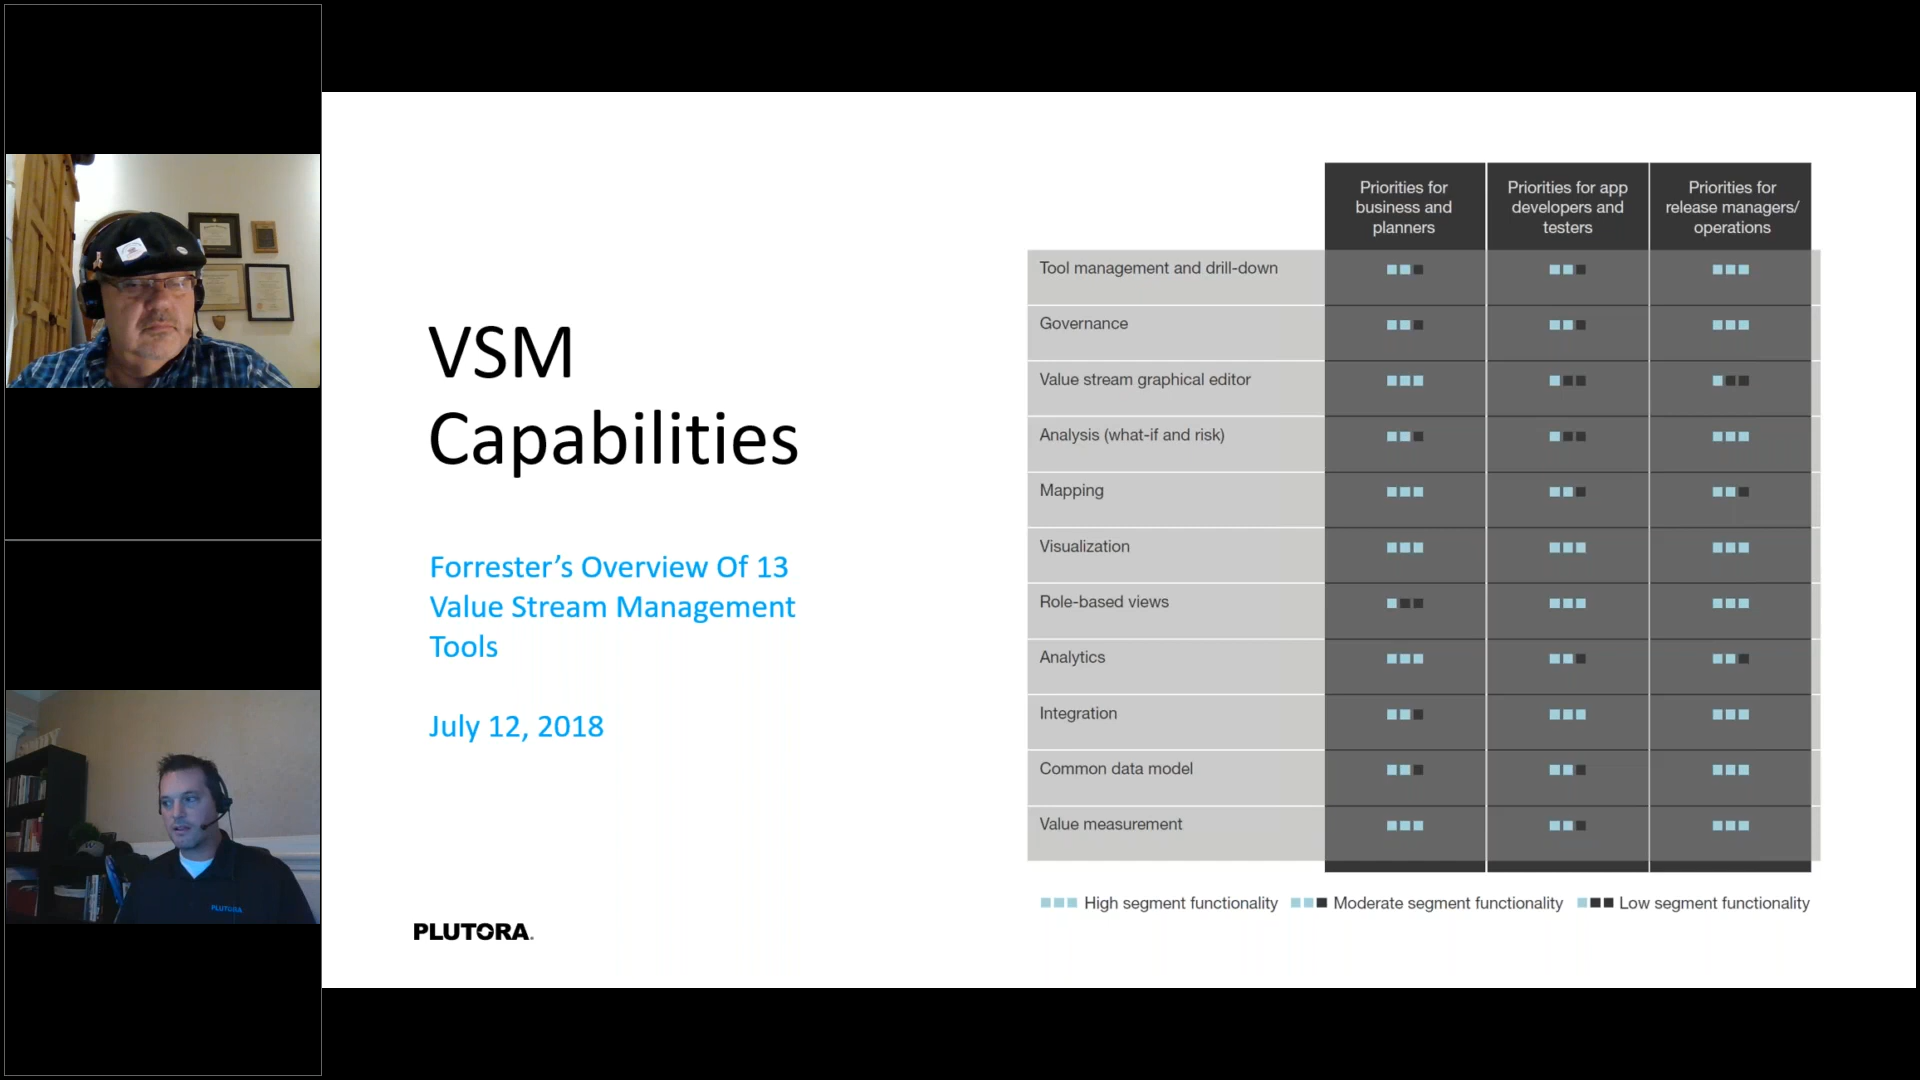 VSM
Capabilities
Forrester’s Overview Of 13
Value Stream Management
Tools
July 12, 2018
PLUTORA
Priorities for
business and
planners
Priorities for app
developers and
testers
Priorities for
release managers/
operations
Tool management and drill-down
Governance
Value stream graphical editor
Analysis (what-if and risk)
Mapping
Visualization
Role-based views
Analytics
Integration
Common data model
Value measurement
High segment functionality
Moderate segment functionality
Low segment functionality
PLUTORA